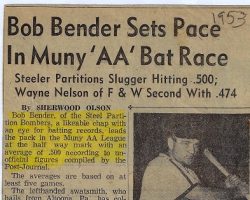 1953
Bob Bender Sets Pace
In Muny 'AA' Bat Race
Steeler Partitions Slugger Hitting .500;
Wayne Nelson of F & W Second With .474
By SHERWOOD OLSON
Bob Bender, of the Steel Parti-
tion Bombers, a likeable chap with
an eye for batting records, leads
the pack in the Muny AA League
at the half way mark with an
average of .500 according to un-
official figures compiled by the
Post-Journal.
The averages are based on at
least five games.
The lefthanded swatsmith, who
hails from Altoona, Pa., has